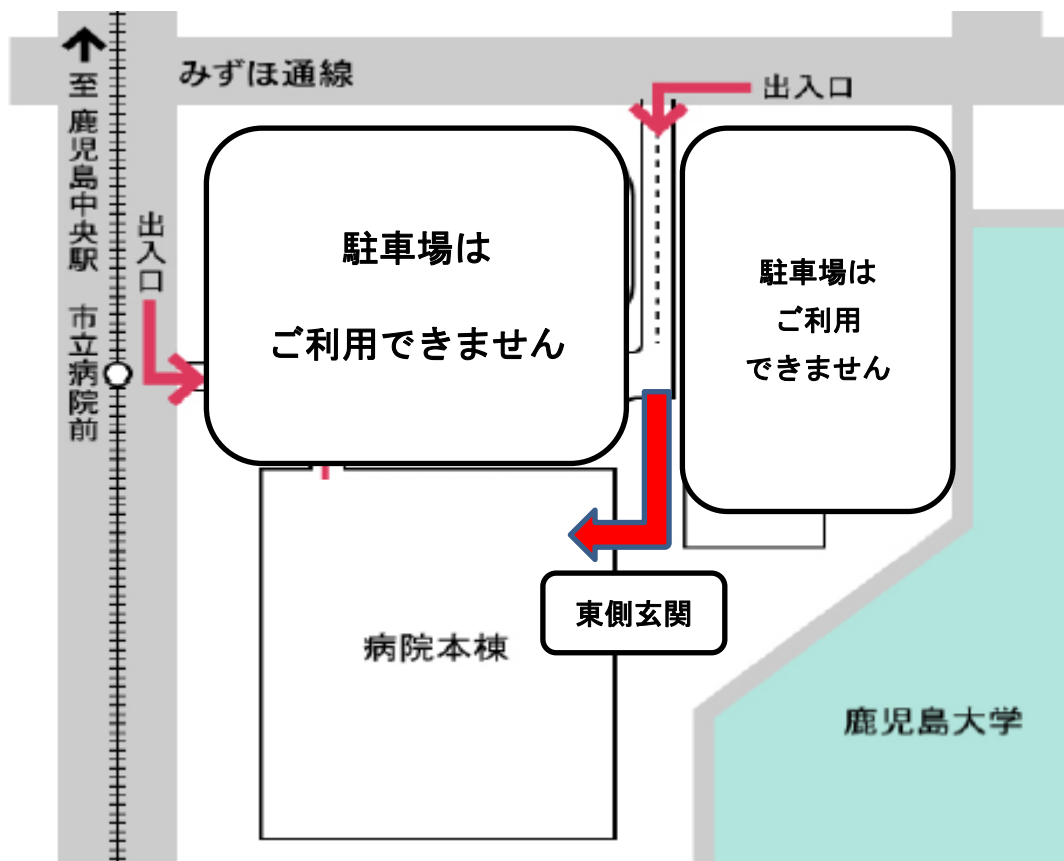 みずほ通線
出入口
至 鹿児島中央駅
市立病院前
出入口
駐車場は
ご利用できません
駐車場は
ご利用
できません
東側玄関
病院本棟
鹿児島大学